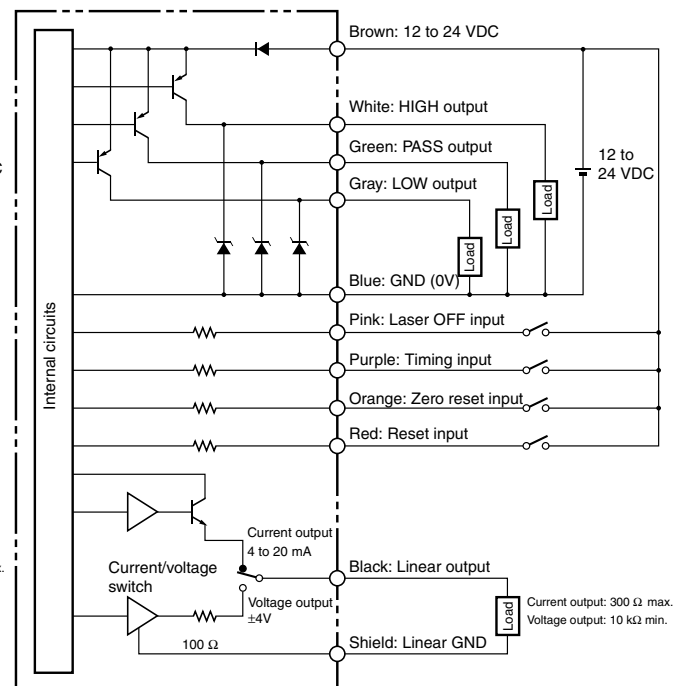 Brown: 12 to 24 VDC
White: HIGH output
Green: PASS output
Gray: LOW output
12 to
24 VDC
Load
Load
Load
Blue: GND (0V)
Internal circuits
Pink: Laser OFF input
Purple: Timing input
Orange: Zero reset input
Red: Reset input
Current output
4 to 20 mA
Current/voltage
switch
Black: Linear output
Voltage output
±4V
Load
Current output: 300 Ω max.
Voltage output: 10 kΩ min.
100 Ω
Shield: Linear GND